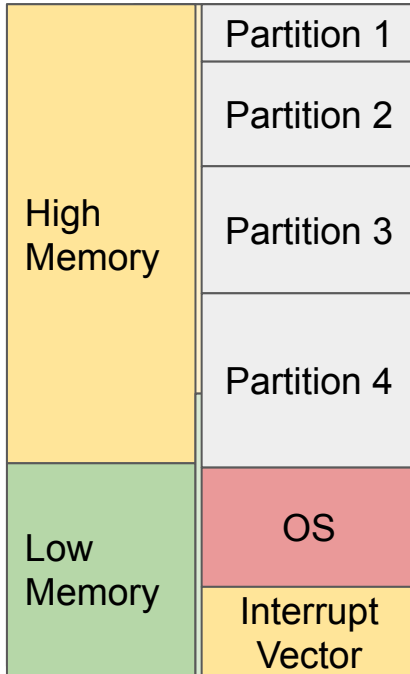 High
Memory
Low
Memory
Partition 1
Partition 2
Partition 3
Partition 4
OS
Interrupt
Vector